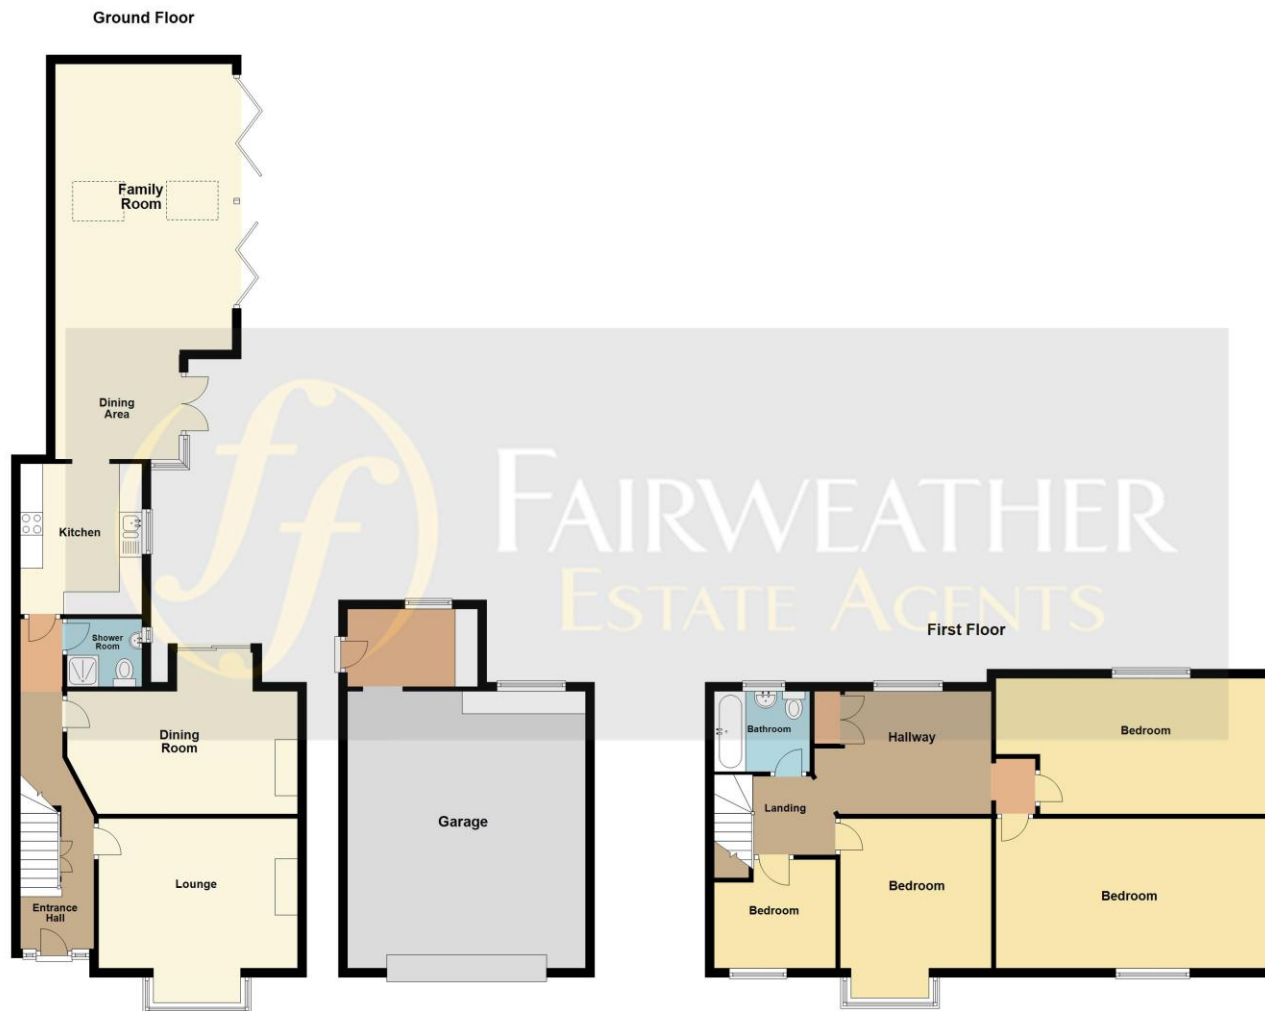 Ground Floor
Family
Room
Dining
Area
Kitchen
Shower
Room
Dining
Room
Lounge
Entrance
Hall
Garage
ff
FAIRWEATHER
ESTATE AGENTS
First Floor
Bathroom
Hallway
Bedroom
Landing
Bedroom
Bedroom
Bedroom